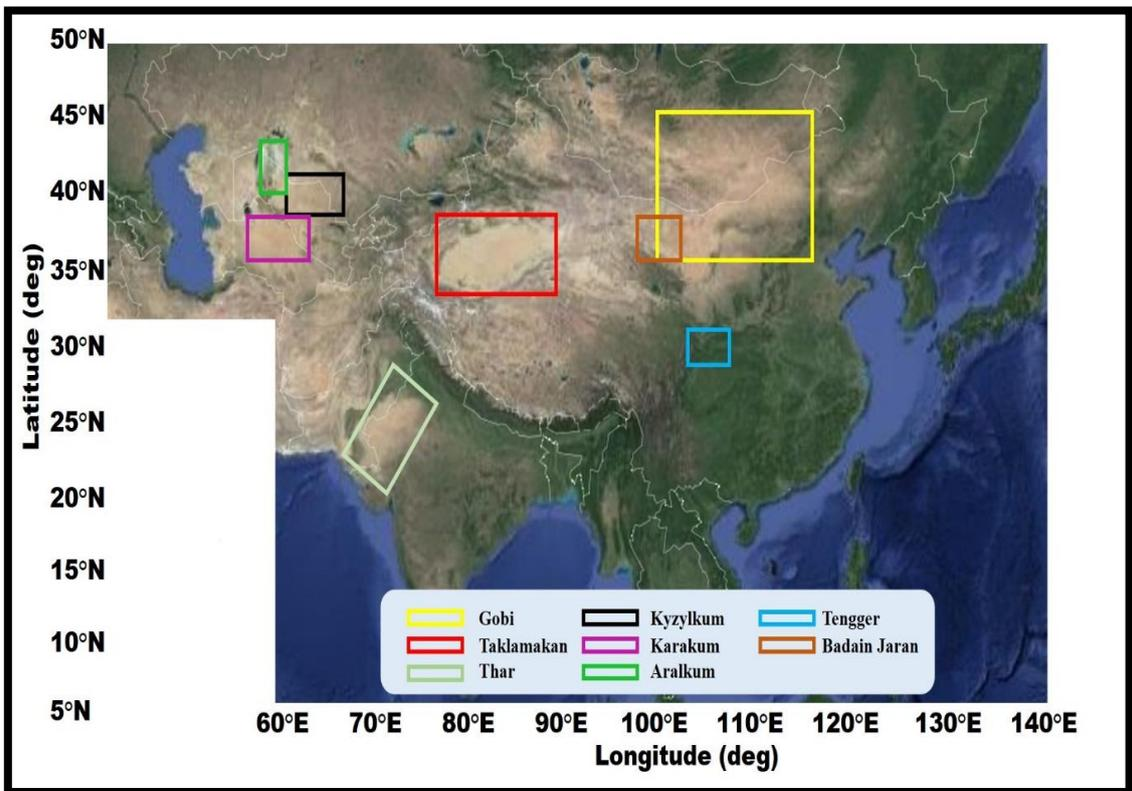 50°N
45°N
40°N
35°N
30°N
25°N
20°N
15°N
10°N
5°N
Latitude (deg)
Gobi
Taklamakan
Thar
Kyzylkum
Karakum
Aralkum
Tengger
Badain Jaran
60°E 70°E 80°E 90°E 100°E 110°E 120°E 130°E 140°E
Longitude (deg)